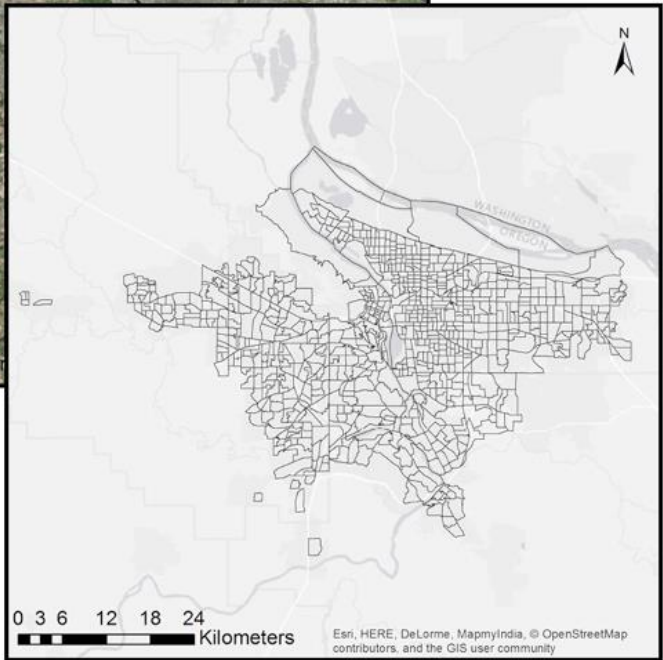 N
WASHINGTON
OREGON
0 3 6 12 18 24
Kilometers
Esri, HERE, DeLorme, MapmyIndia, © OpenStreetMap
contributors, and the GIS user community